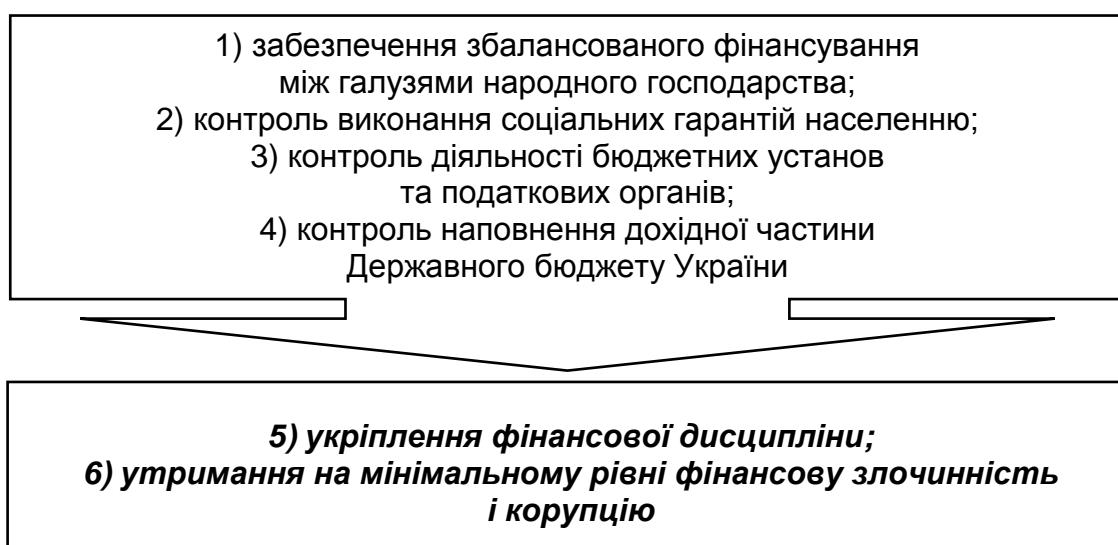 1) забезпечення збалансованого фінансування
між галузями народного господарства;
2) контроль виконання соціальних гарантій населенню;
3) контроль діяльності бюджетних установ
та податкових органів;
4) контроль наповнення дохідної частини
Державного бюджету України
5) укріплення фінансової дисципліни;
6) утримання на мінімальному рівні фінансову злочинність
і корупцію